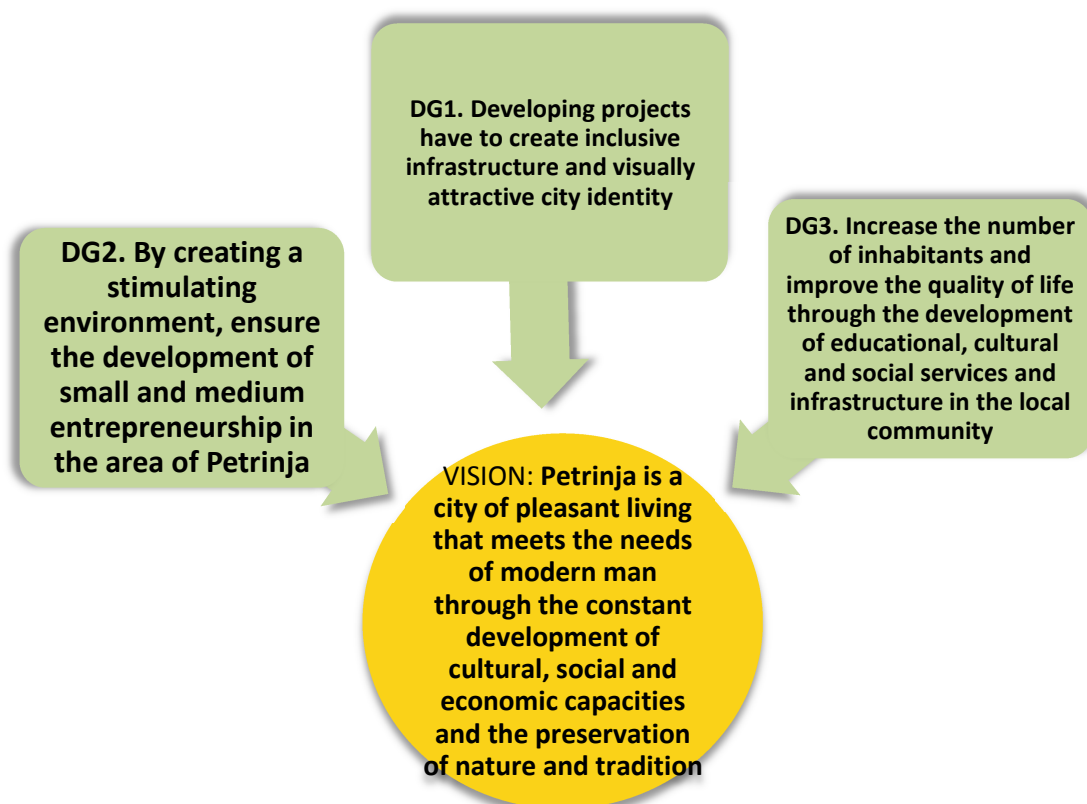 DG1. Developing projects
have to create inclusive
infrastructure and visually
attractive city identity
DG2. By creating a
stimulating
environment, ensure
the development of
small and medium
entrepreneurship in
the area of Petrinja
DG3. Increase the number
of inhabitants and
improve the quality of life
through the development
of educational, cultural
and social services and
infrastructure in the local
community
VISION: Petrinja is a
city of pleasant living
that meets the needs
of modern man
through the constant
development of
cultural, social and
economic capacities
and the preservation
of nature and tradition